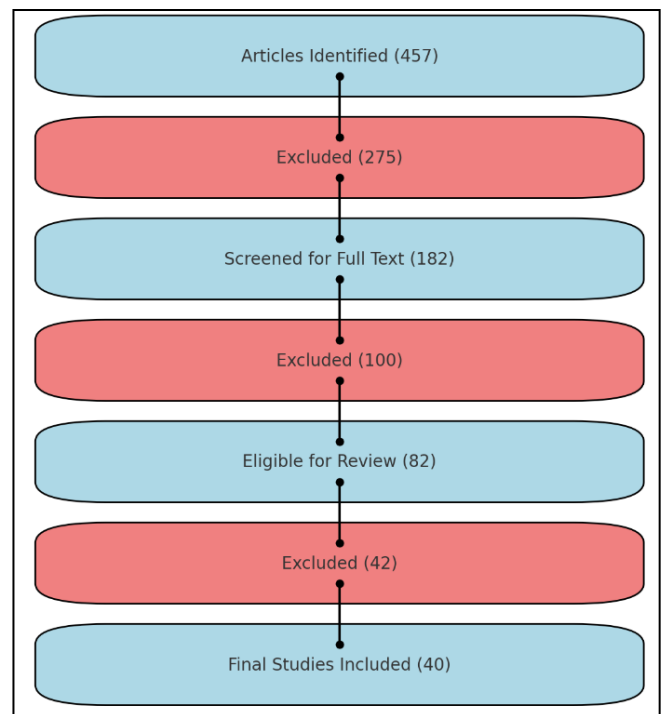 Articles Identified (457)
Excluded (275)
Screened for Full Text (182)
Excluded (100)
Eligible for Review (82)
Excluded (42)
Final Studies Included (40)